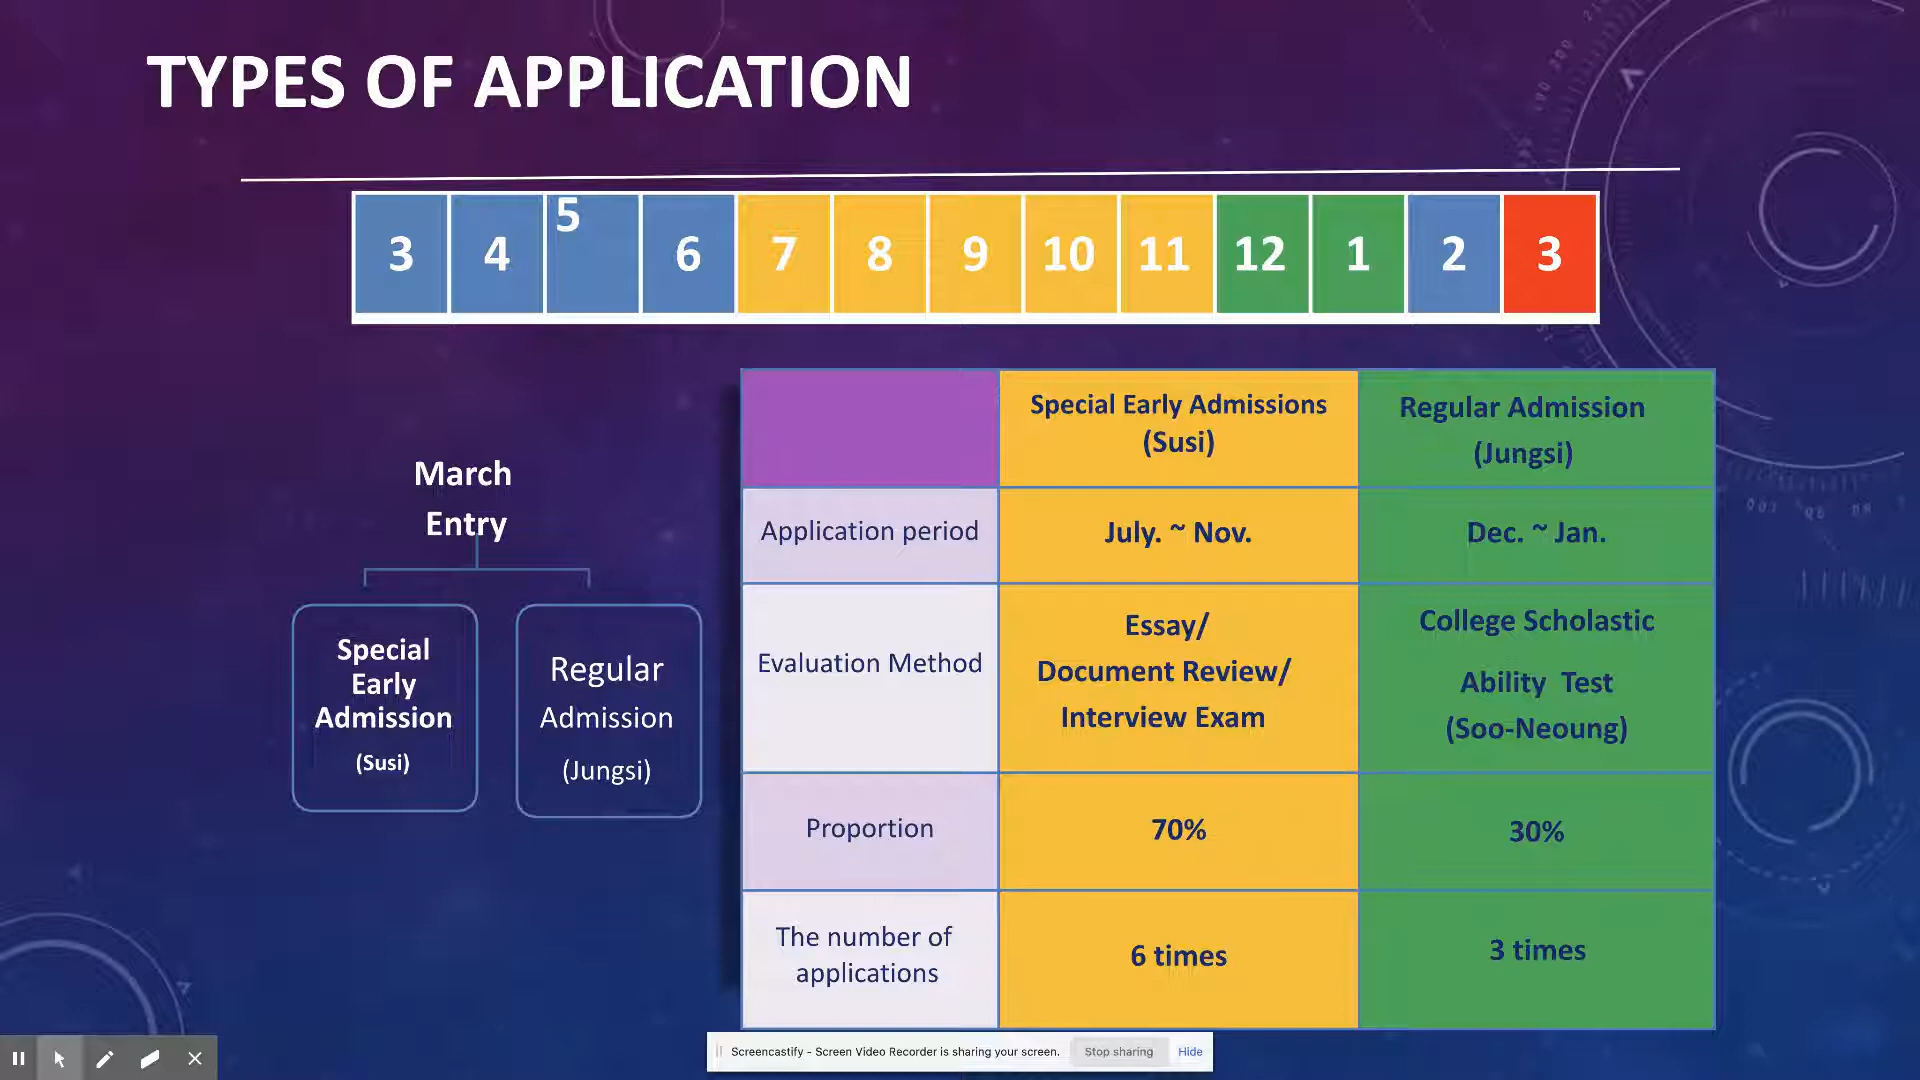 TYPES OF APPLICATION
3 4 5 6 7 8 9 10 11 12 1 2 3
March
Entry
Special
Early
Admission
(Susi)
Regular
Admission
(Jungsi)
Special Early Admissions
(Susi)
Regular Admission
(Jungsi)
Application period
July. ~ Nov.
Dec. ~ Jan.
Evaluation Method
Essay/
Document Review/
Interview Exam
College Scholastic
Ability Test
(Soo-Neoung)
Proportion
70%
30%
The number of
applications
6 times
3 times
Screencastify - Screen Video Recorder is sharing your screen. Stop sharing Hide